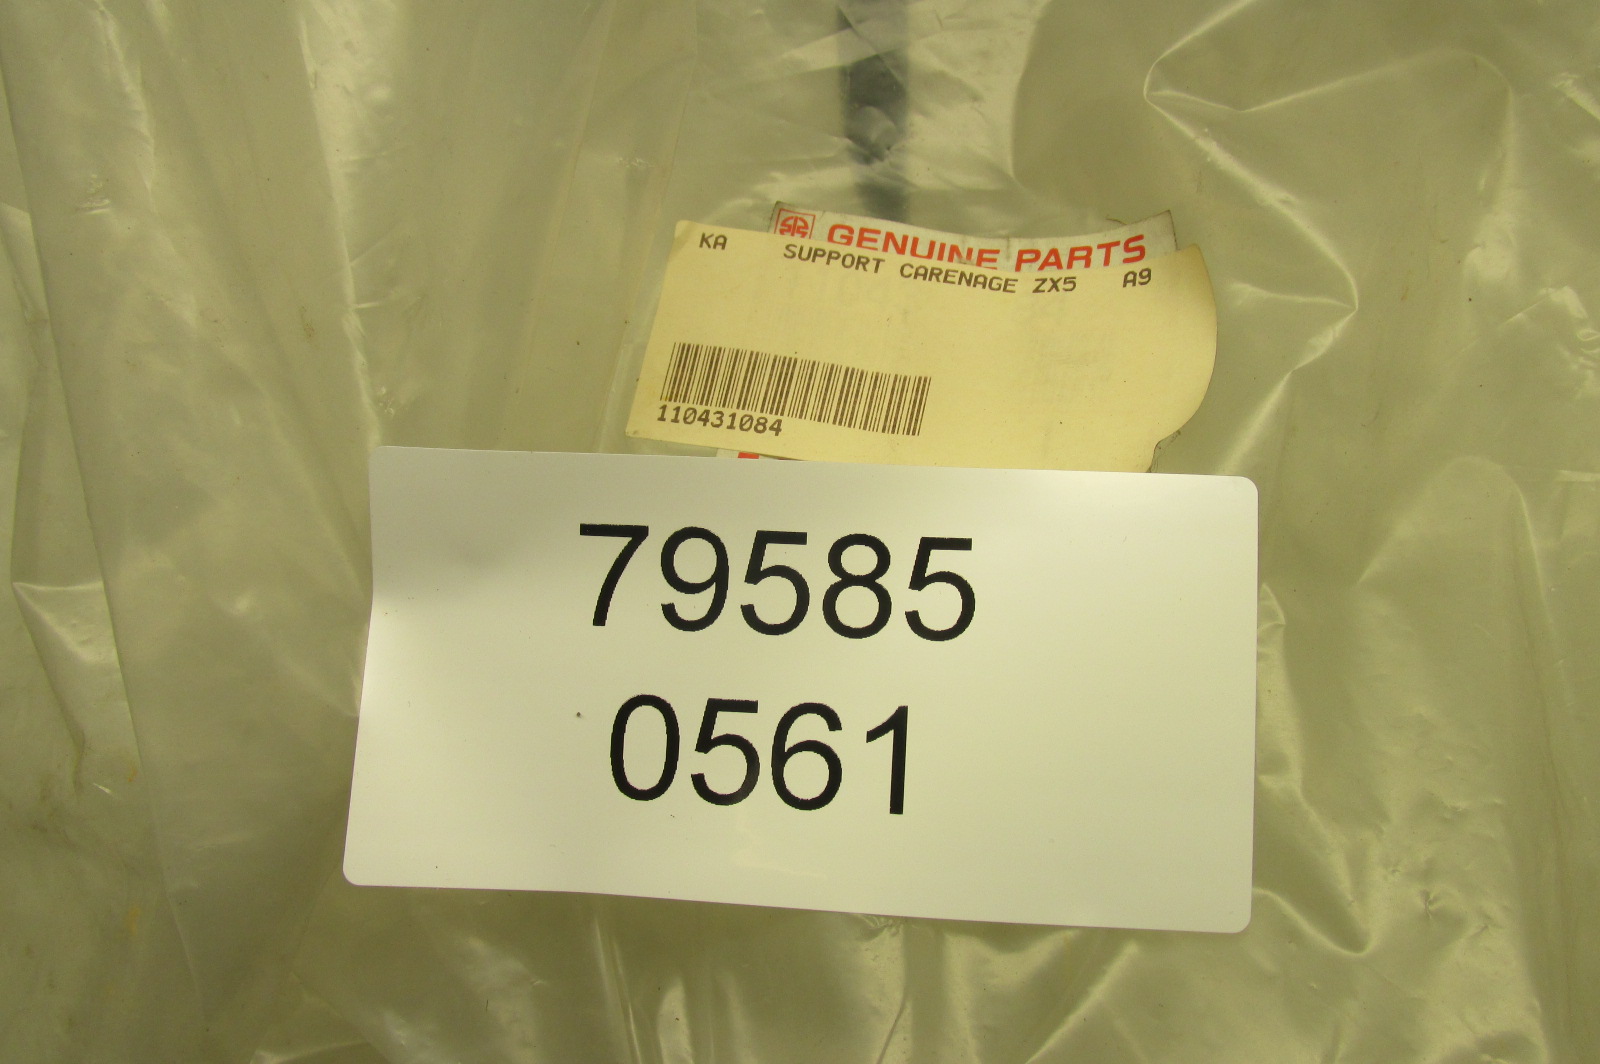 GENUINE PARTS
KA SUPPORT CARENAGE ZX5 A9
110431084
79585
0561